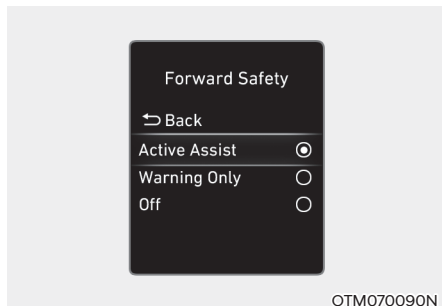 Forward Safety
Back
Active Assist
Warning Only
Off
OTM070090N